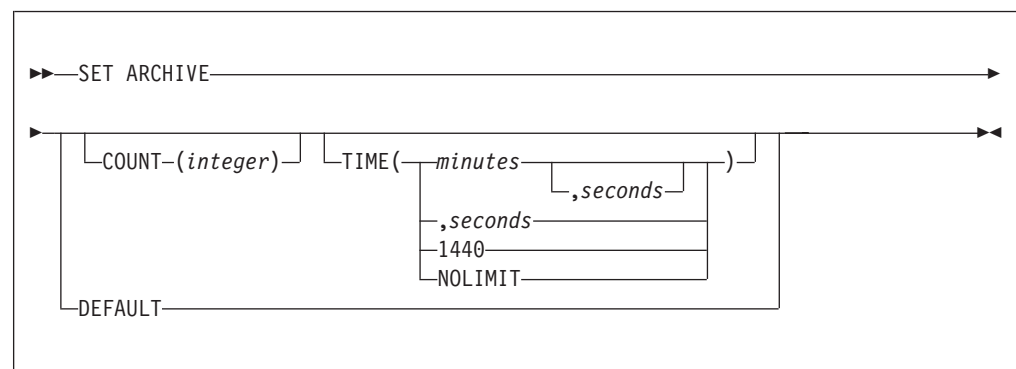 SET ARCHIVE
COUNT (integer) TIME( minutes )
,seconds
,seconds
1440
NOLIMIT
DEFAULT